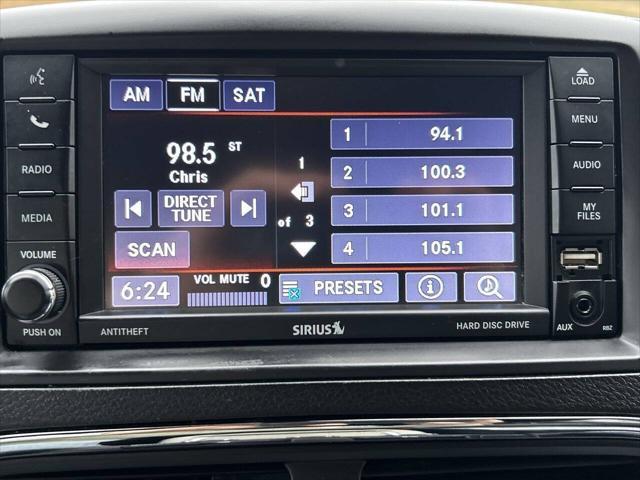 LOAD
MENU
AUDIO
MY
FILES
RADIO
MEDIA
VOLUME
PUSH ON
AM FM SAT
98.5 ST
Chris
DIRECT
TUNE
SCAN
1
of 3
1 94.1
2 100.3
3 101.1
4 105.1
6:24
VOL MUTE 0
PRESETS
i
ANTITHEFT
SIRIUS
HARD DISC DRIVE
AUX
RBZ